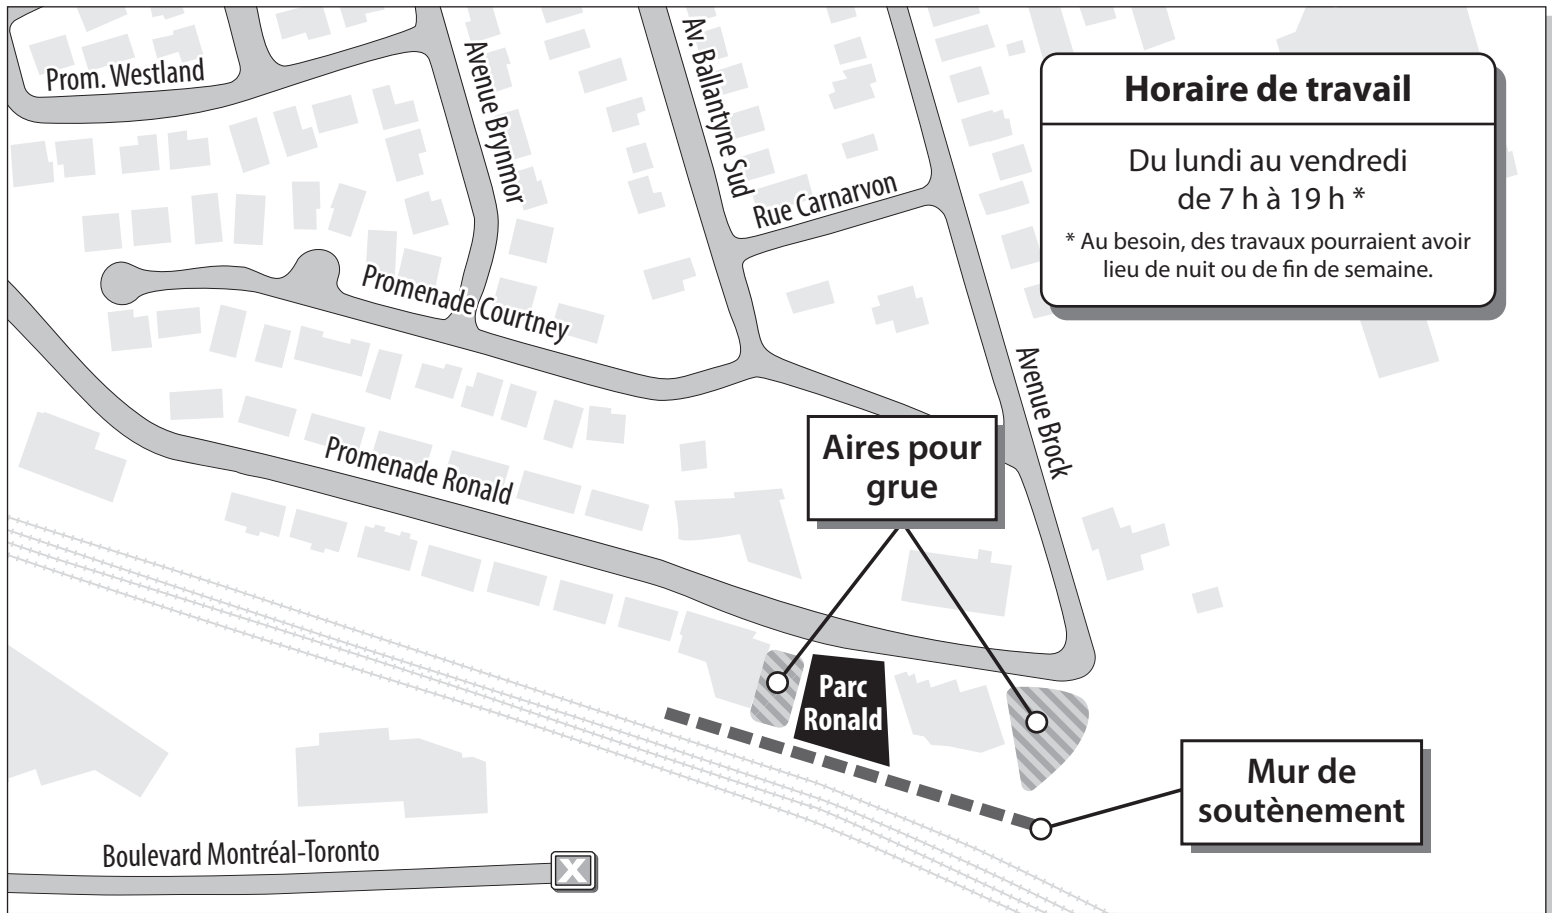 Prom. Westland
Avenue Brynmor
Av. Ballantyne Sud
Rue Carnarvon
Horaire de travail
Du lundi au vendredi
de 7 h à 19 h *
* Au besoin, des travaux pourraient avoir
lieu de nuit ou de fin de semaine.
Promenade Courtney
Avenue Brock
Aires pour
grue
Promenade Ronald
Parc
Ronald
Mur de
soutènement
Boulevard Montréal-Toronto
X